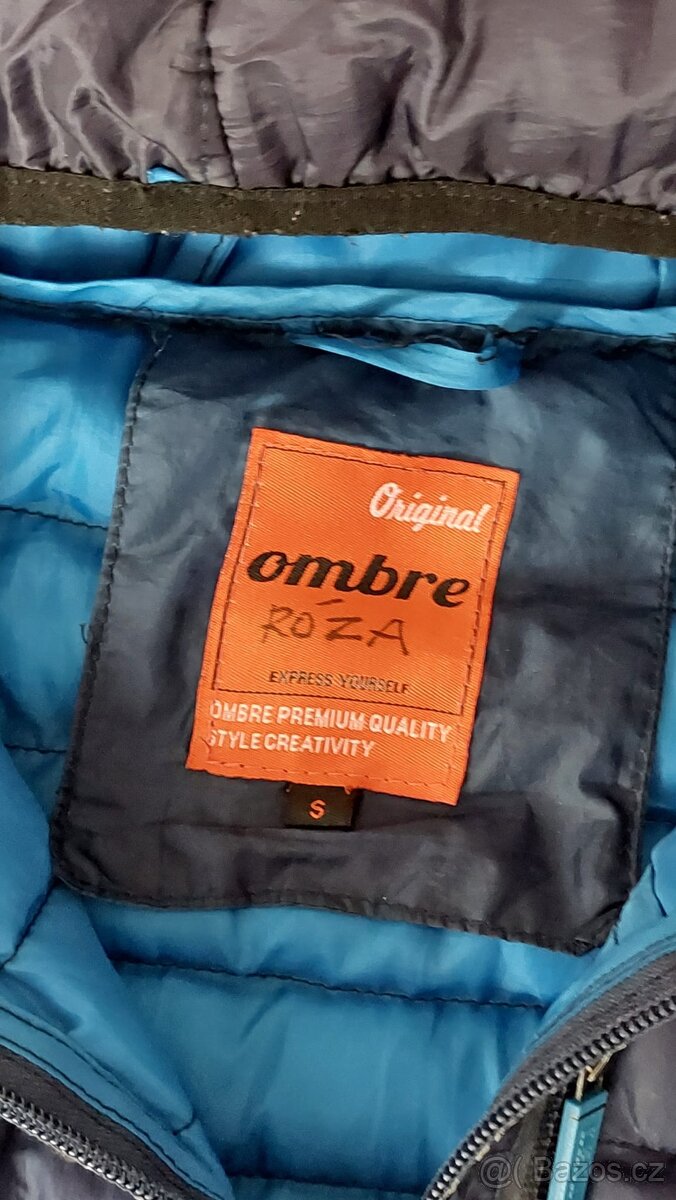 Original
ombre
RÓZA
EXPRESS YOURSELF
OMBRE PREMIUM QUALITY
STYLE CREATIVITY
S
@ Bazos.cz